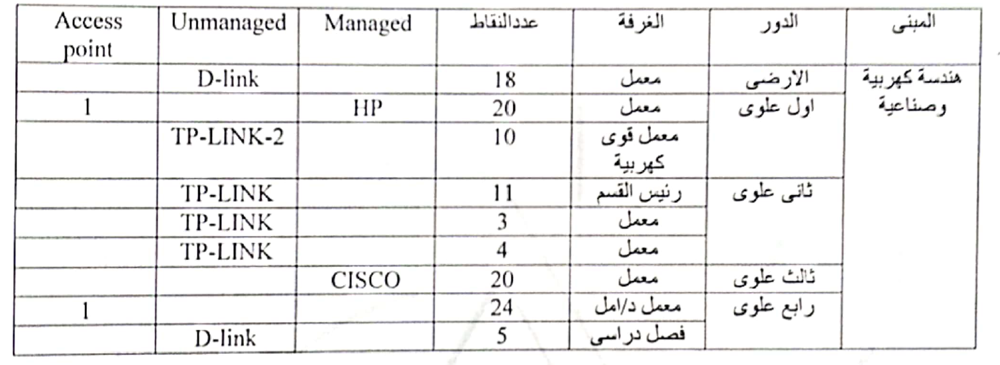 المبنى الدور الغرفة عددالنقاط Managed Unmanaged Access point
هندسة كهربية وصناعية الارضى معمل 18 D-link
اول علوى معمل 20 HP 1
معمل قوى كهربية 10 TP-LINK-2
ثانى علوى رئيس القسم 11 TP-LINK
معمل 3 TP-LINK
معمل 4 TP-LINK
ثالث علوى معمل 20 CISCO
رابع علوى معمل د/امل 24 1
فصل دراسى 5 D-link